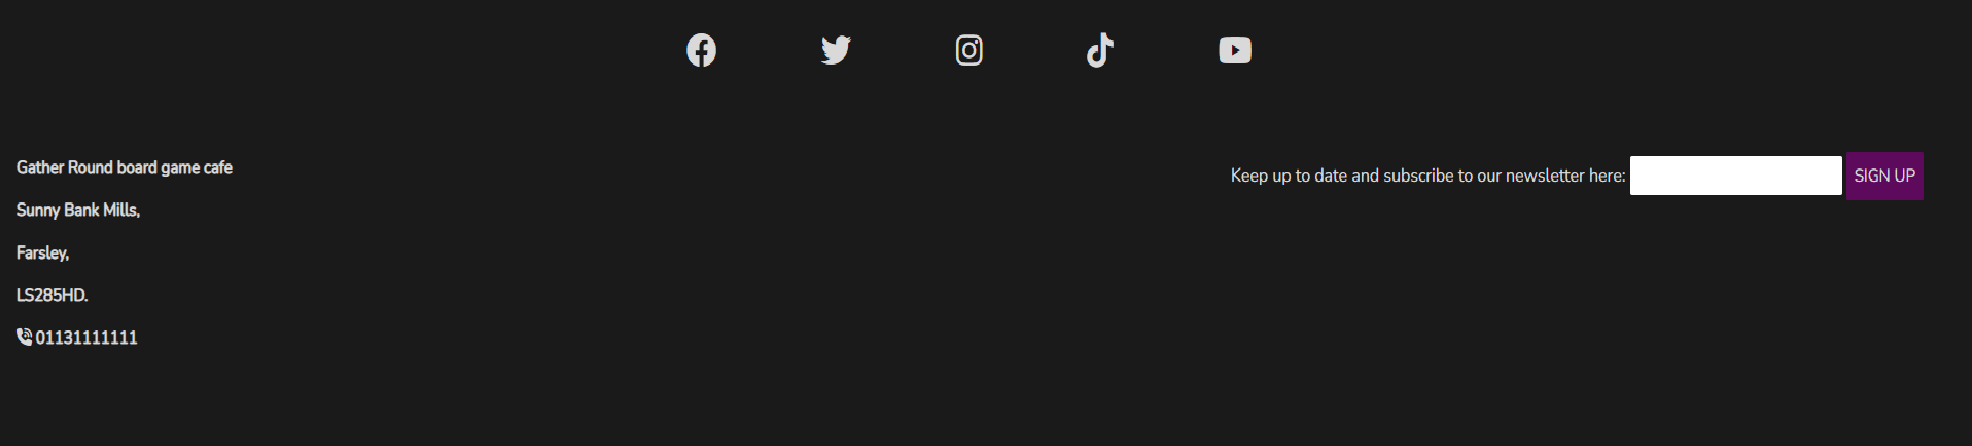 Gather Round board game cafe
Keep up to date and subscribe to our newsletter here: SIGN UP
Sunny Bank Mills,
Farsley,
LS285HD.
01131111111